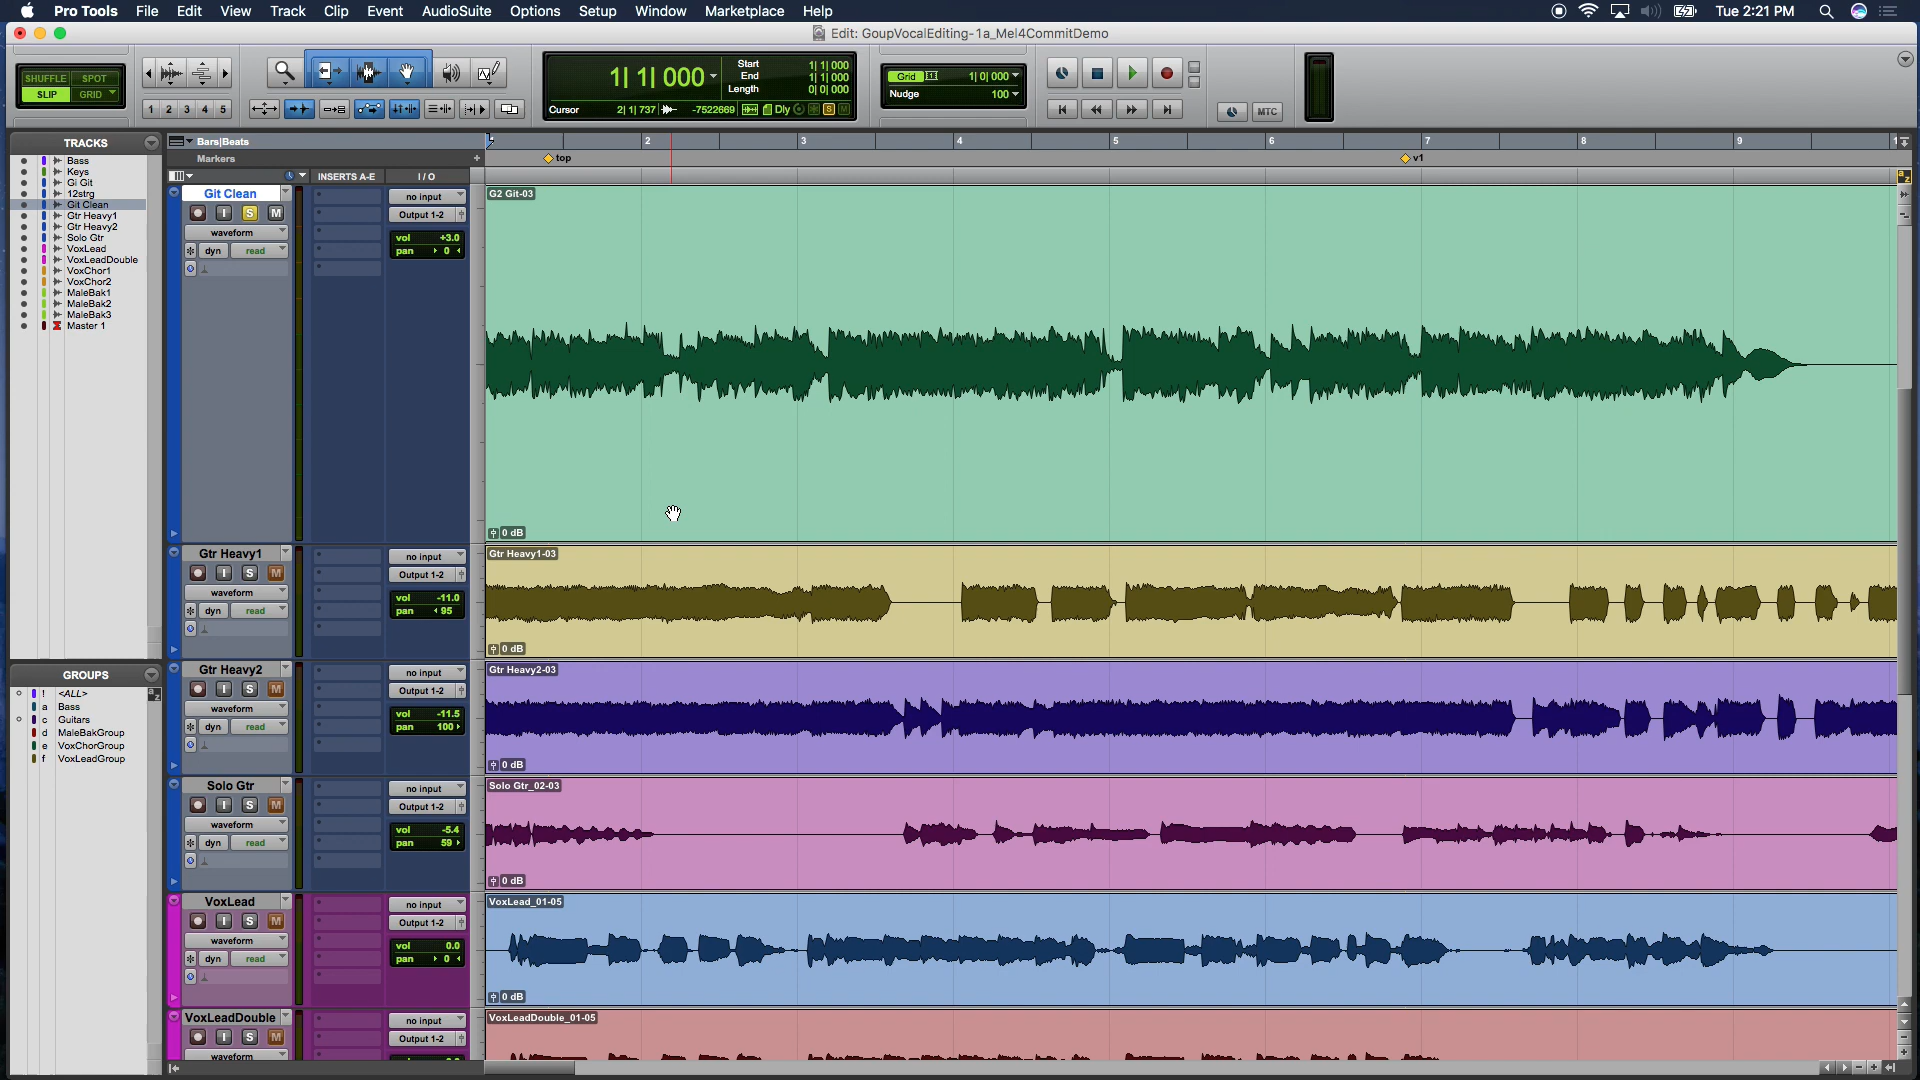 Pro Tools File Edit View Track Clip Event AudioSuite Options Setup Window Marketplace Help
Tue 2:21 PM
Edit: GoupVocalEditing-1a_Mel4CommitDemo
SHUFFLE SPOT
SLIP GRID
1 2 3 4 5
1| 1| 000
Start 1| 1| 000
End 1| 1| 000
Length 0| 0| 000
Cursor 2| 1| 737 -7522669 Dly S M
Grid 1| 0| 000
Nudge 100
MTC
TRACKS
Bass
Keys
Gi Git
12strg
Git Clean
Gtr Heavy1
Gtr Heavy2
Solo Gtr
VoxLead
VoxLeadDouble
VoxChor1
VoxChor2
MaleBak1
MaleBak2
MaleBak3
Master 1
GROUPS
! <ALL>
a Bass
c Guitars
d MaleBakGroup
e VoxChorGroup
f VoxLeadGroup
a z
Bars|Beats
2 3 4 5 6 7 8 9
Markers + top v1
INSERTS A-E I/O
a z
Git Clean
I S M
waveform
dyn read
no input
Output 1-2
vol +3.0
pan 0
G2 Git-03
0 dB
Gtr Heavy1
I S M
waveform
dyn read
no input
Output 1-2
vol -11.0
pan 95
Gtr Heavy1-03
0 dB
Gtr Heavy2
I S M
waveform
dyn read
no input
Output 1-2
vol -11.5
pan 100
Gtr Heavy2-03
0 dB
Solo Gtr
I S M
waveform
dyn read
no input
Output 1-2
vol -5.4
pan 59
Solo Gtr_02-03
0 dB
VoxLead
I S M
waveform
dyn read
no input
Output 1-2
vol 0.0
pan 0
VoxLead_01-05
0 dB
VoxLeadDouble
I S M
waveform
no input
Output 1-2
VoxLeadDouble_01-05